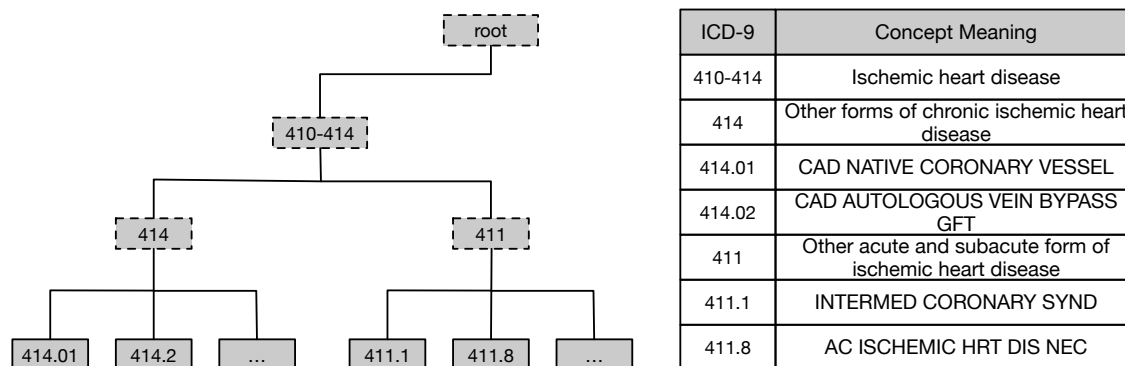 root
410-414
414
411
414.01
414.2
...
411.1
411.8
...
ICD-9 Concept Meaning
410-414 Ischemic heart disease
414 Other forms of chronic ischemic heart
disease
414.01 CAD NATIVE CORONARY VESSEL
414.02 CAD AUTOLOGOUS VEIN BYPASS
GFT
411 Other acute and subacute form of
ischemic heart disease
411.1 INTERMED CORONARY SYND
411.8 AC ISCHEMIC HRT DIS NEC